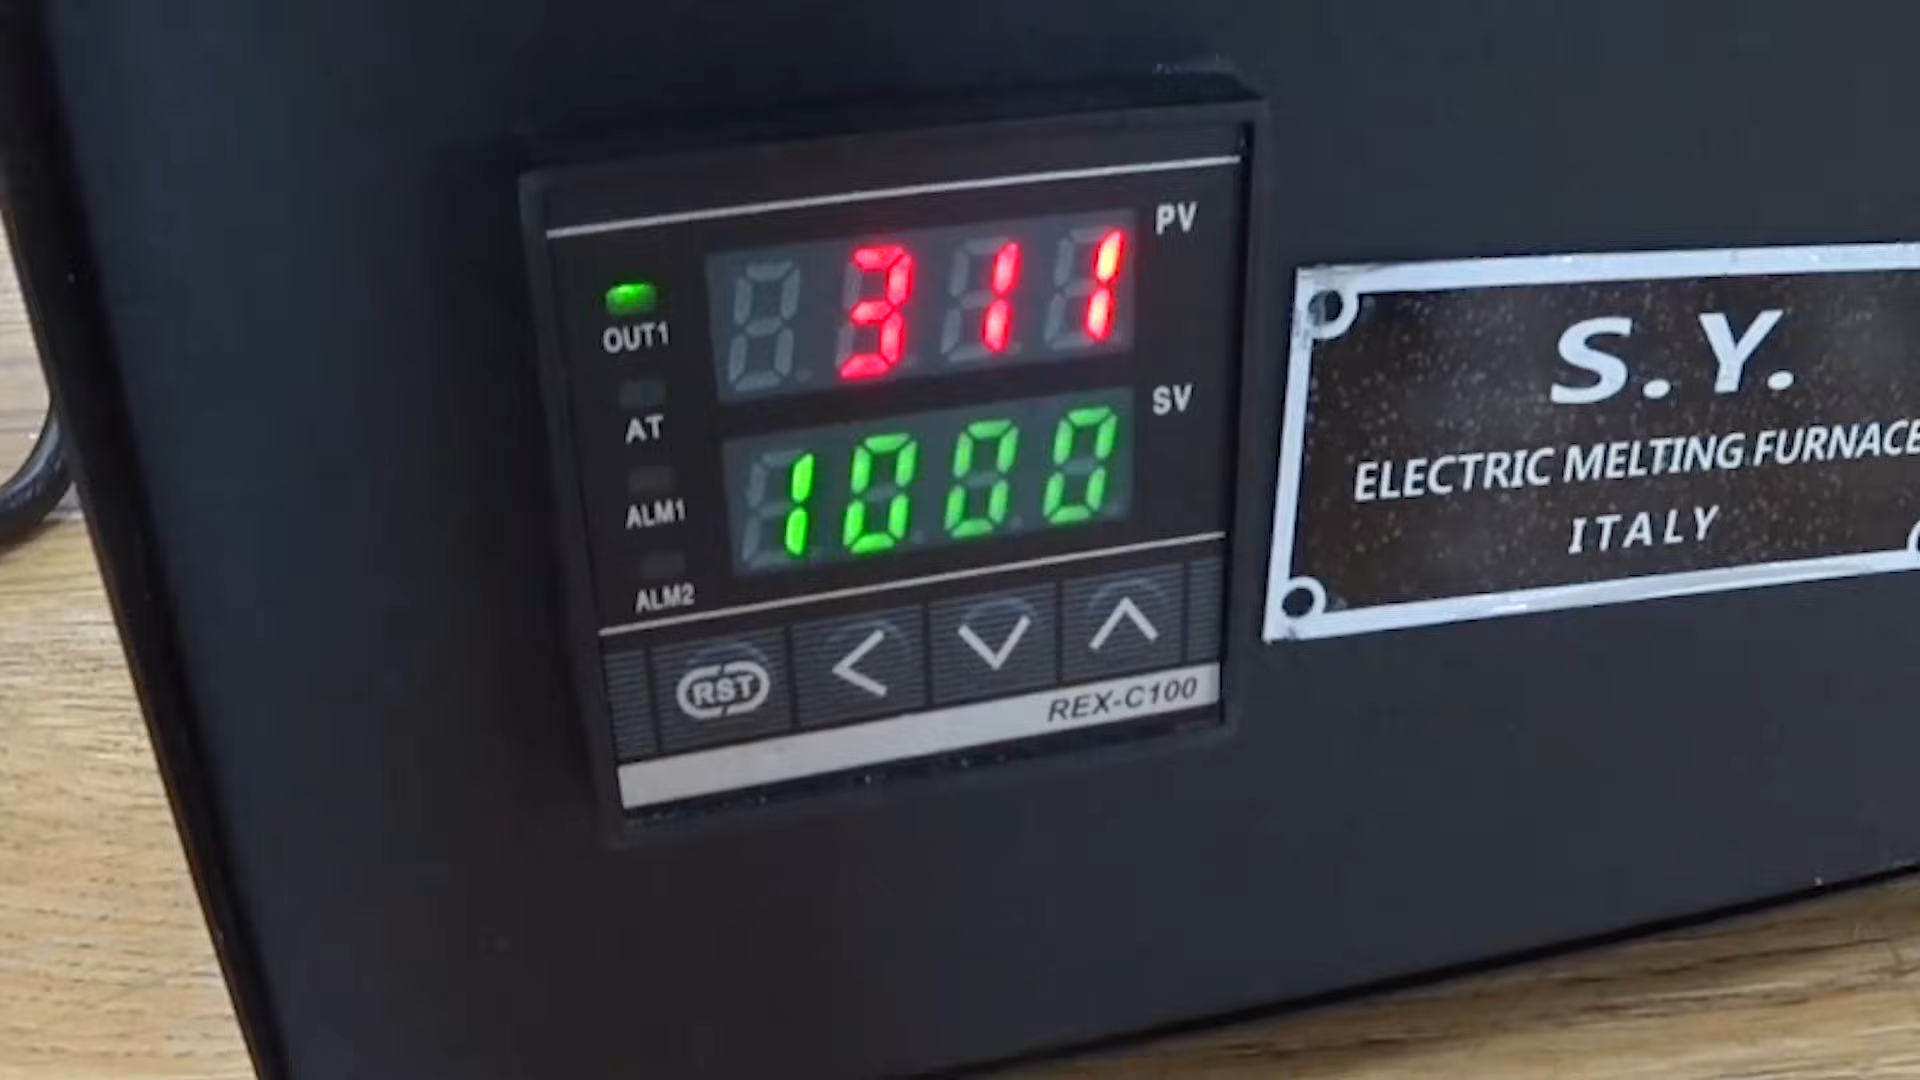 PV
311
OUT1
SV
AT
1000
ALM1
ALM2
RST
REX-C100
S.Y.
ELECTRIC MELTING FURNACE
ITALY